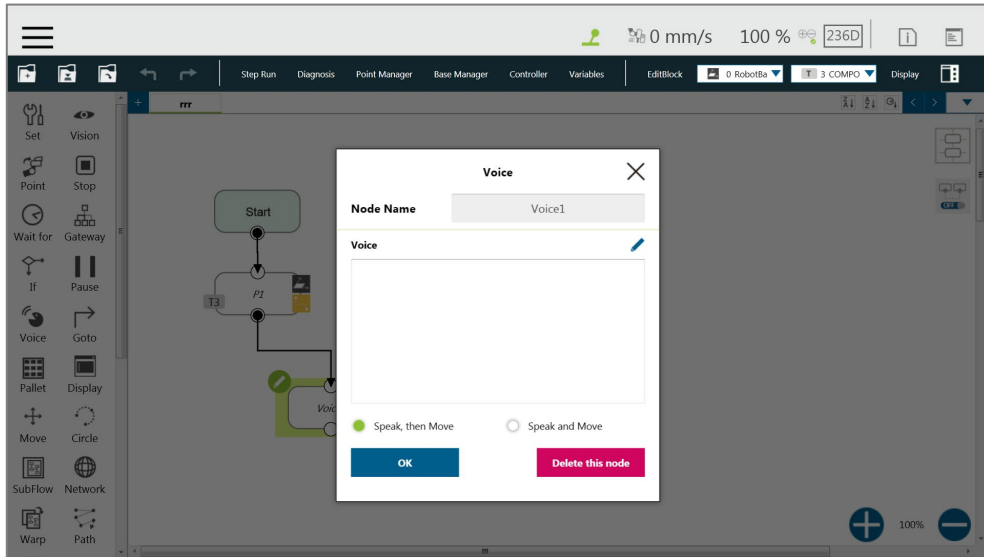 0 mm/s 100 % 236D
Step Run Diagnosis Point Manager Base Manager Controller Variables EditBlock 0 RobotBa T 3 COMPO Display
+ rrr
Set Vision
Point Stop
Wait for Gateway
If Pause
Voice Goto
Pallet Display
Move Circle
SubFlow Network
Warp Path
Start
T3 P1
Voic
OFF
Voice
Node Name Voice1
Voice
Speak, then Move Speak and Move
OK Delete this node
100%